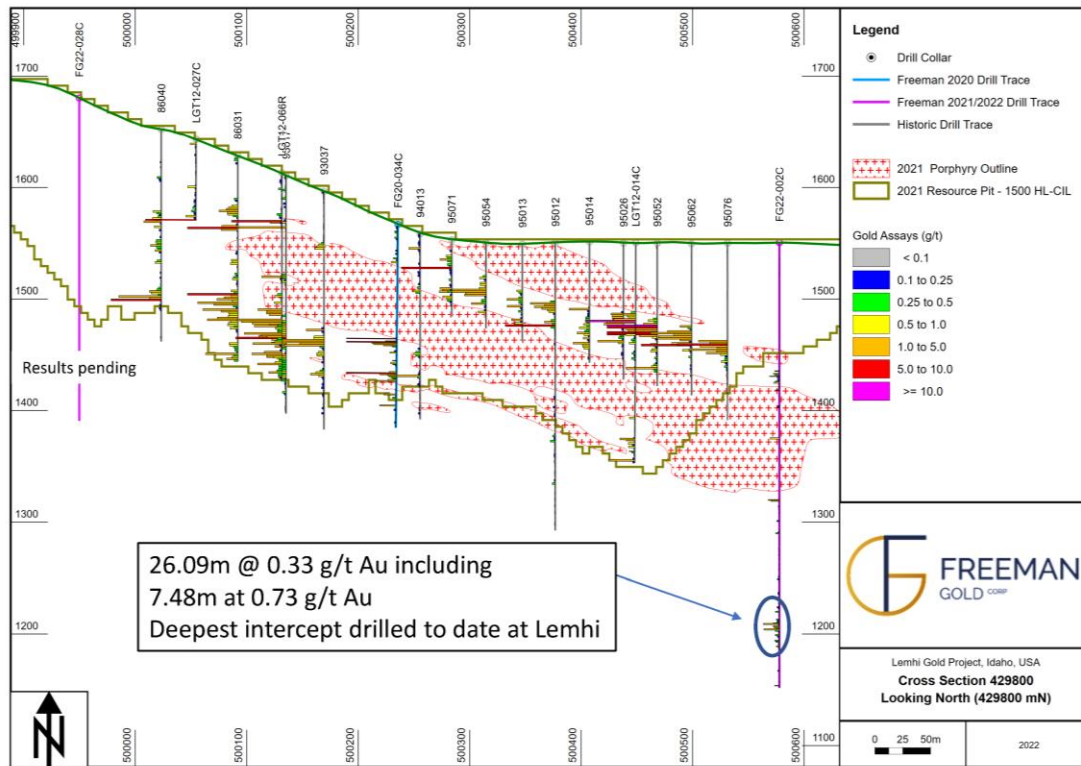 499900
500000
500100
500200
500300
500400
500500
500600
FG22-028C
86040
LGT12-027C
86031
LGT12-066R
93037
FG20-034C
94013
95071
95054
95013
95012
95014
95026
LGT12-014C
95052
95062
95076
FG22-002C
1700
1600
1500
1400
1300
1200
1700
1600
1500
1400
1300
1200
1100
Results pending
26.09m @ 0.33 g/t Au including
7.48m at 0.73 g/t Au
Deepest intercept drilled to date at Lemhi
N
500000
500100
500200
500300
500400
500500
500600
Legend
Drill Collar
Freeman 2020 Drill Trace
Freeman 2021/2022 Drill Trace
Historic Drill Trace
2021 Porphyry Outline
2021 Resource Pit - 1500 HL-CIL
Gold Assays (g/t)
< 0.1
0.1 to 0.25
0.25 to 0.5
0.5 to 1.0
1.0 to 5.0
5.0 to 10.0
>= 10.0
FREEMAN
GOLD CORP
Lemhi Gold Project, Idaho, USA
Cross Section 429800
Looking North (429800 mN)
0 25 50m
2022